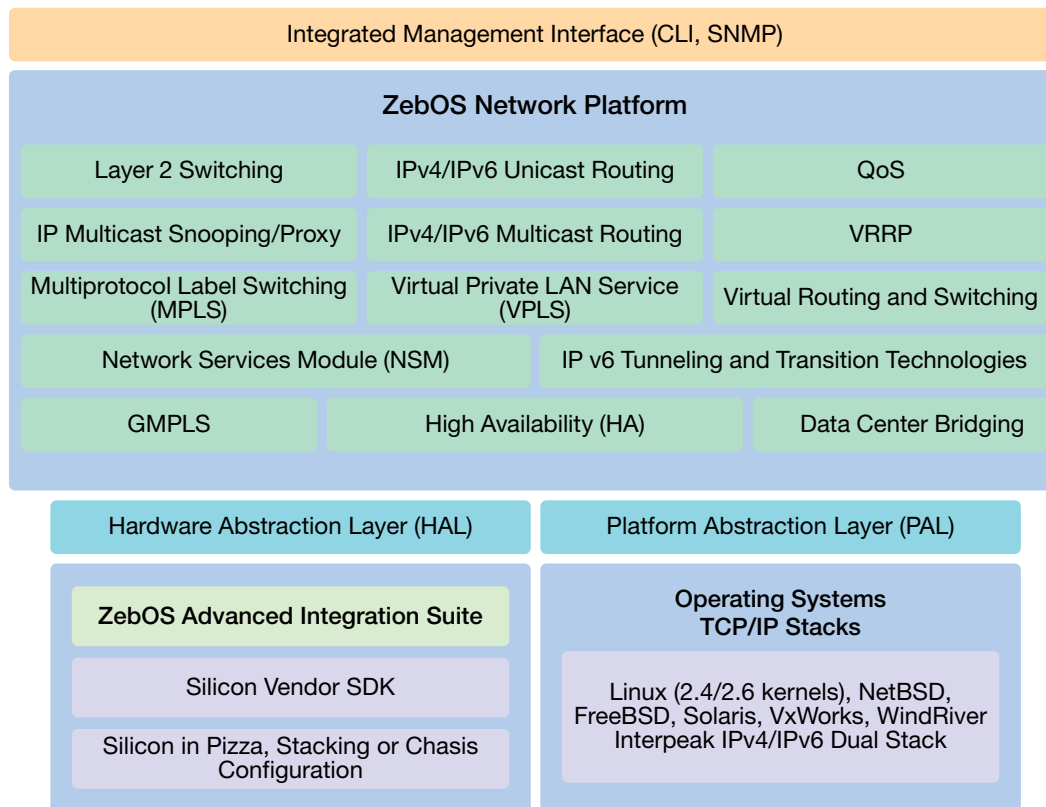 Integrated Management Interface (CLI, SNMP)
ZebOS Network Platform
Layer 2 Switching
IPv4/IPv6 Unicast Routing
QoS
IP Multicast Snooping/Proxy
IPv4/IPv6 Multicast Routing
VRRP
Multiprotocol Label Switching
(MPLS)
Virtual Private LAN Service
(VPLS)
Virtual Routing and Switching
Network Services Module (NSM)
IP v6 Tunneling and Transition Technologies
GMPLS
High Availability (HA)
Data Center Bridging
Hardware Abstraction Layer (HAL)
Platform Abstraction Layer (PAL)
ZebOS Advanced Integration Suite
Silicon Vendor SDK
Silicon in Pizza, Stacking or Chasis
Configuration
Operating Systems
TCP/IP Stacks
Linux (2.4/2.6 kernels), NetBSD,
FreeBSD, Solaris, VxWorks, WindRiver
Interpeak IPv4/IPv6 Dual Stack